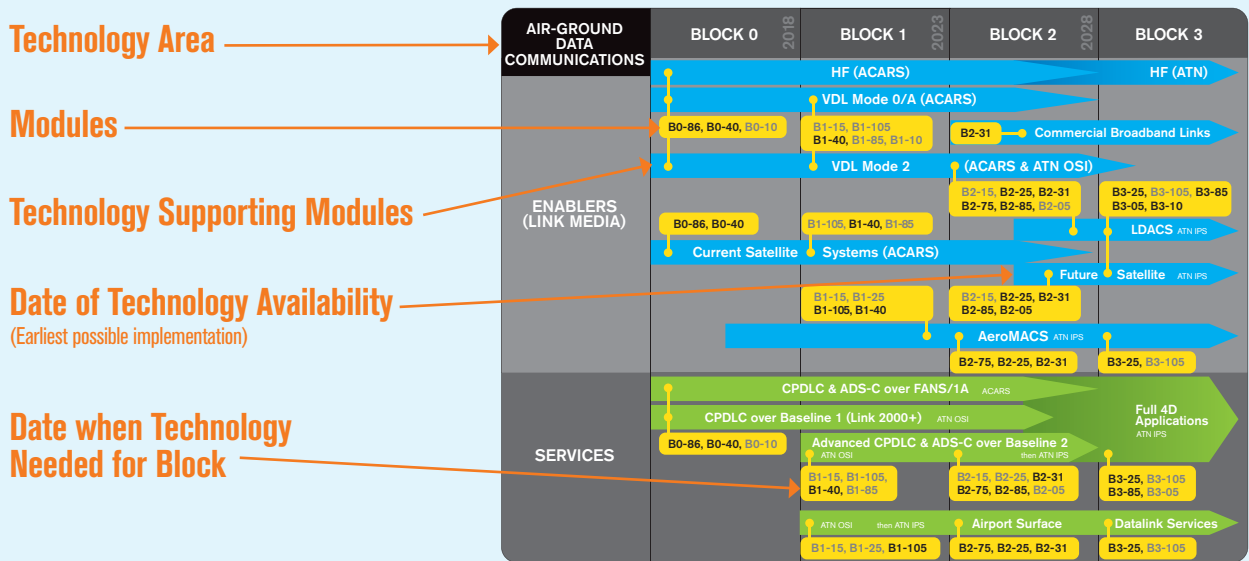 Technology Area
Modules
Technology Supporting Modules
Date of Technology Availability
(Earliest possible implementation)
Date when Technology
Needed for Block
AIR-GROUND
DATA
COMMUNICATIONS
BLOCK 0
2018
BLOCK 1
2023
BLOCK 2
2028
BLOCK 3
ENABLERS
(LINK MEDIA)
HF (ACARS)
HF (ATN)
VDL Mode 0/A (ACARS)
B0-86, B0-40, B0-10
B1-15, B1-105
B1-40, B1-85, B1-10
B2-31
Commercial Broadband Links
VDL Mode 2
(ACARS & ATN OSI)
B2-15, B2-25, B2-31
B2-75, B2-85, B2-05
B3-25, B3-105, B3-85
B3-05, B3-10
B0-86, B0-40
B1-105, B1-40, B1-85
LDACS ATN IPS
Current Satellite Systems (ACARS)
Future Satellite ATN IPS
B1-15, B1-25
B1-105, B1-40
B2-15, B2-25, B2-31
B2-85, B2-05
AeroMACS ATN IPS
B2-75, B2-25, B2-31
B3-25, B3-105
SERVICES
CPDLC & ADS-C over FANS/1A ACARS
CPDLC over Baseline 1 (Link 2000+) ATN OSI
Full 4D
Applications
ATN IPS
B0-86, B0-40, B0-10
Advanced CPDLC & ADS-C over Baseline 2
ATN OSI then ATN IPS
B1-15, B1-105,
B1-40, B1-85
B2-15, B2-25, B2-31
B2-75, B2-85, B2-05
B3-25, B3-105
B3-85, B3-05
ATN OSI then ATN IPS Airport Surface Datalink Services
B1-15, B1-25, B1-105
B2-75, B2-25, B2-31
B3-25, B3-105